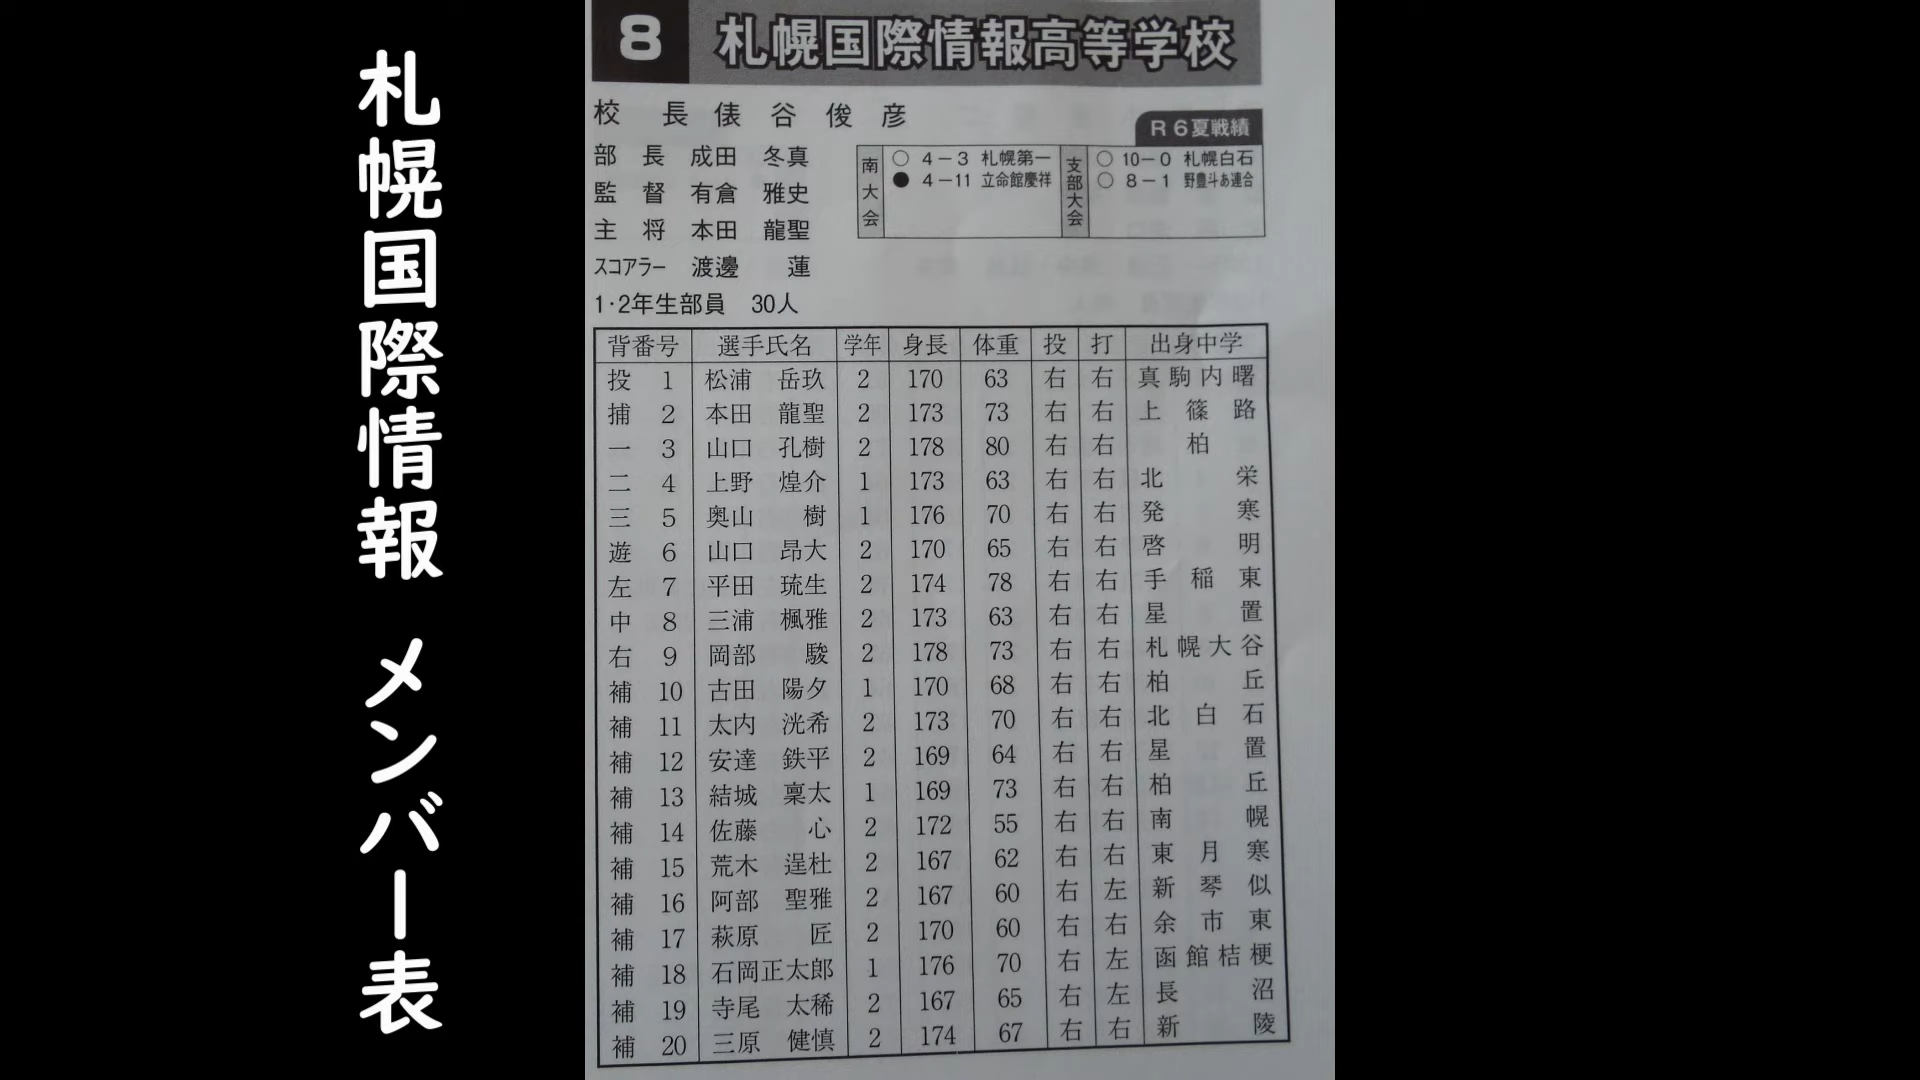 札幌国際情報 メンバー表
8 札幌国際情報高等学校
校 長 俵 谷 俊 彦
R6夏戦績
部 長 成田 冬真
監 督 有倉 雅史
主 将 本田 龍聖
スコアラー 渡邊 蓮
1・2年生部員 30人
南大会
○ 4-3 札幌第一
● 4-11 立命館慶祥
支部大会
○ 10-0 札幌白石
○ 8-1 野豊斗あ連合
背番号 選手氏名 学年 身長 体重 投 打 出身中学
投 1 松浦 岳玖 2 170 63 右 右 真駒内曙
捕 2 本田 龍聖 2 173 73 右 右 上篠路
一 3 山口 孔樹 2 178 80 右 右 柏
二 4 上野 煌介 1 173 63 右 右 北栄
三 5 奥山 樹 1 176 70 右 右 発寒
遊 6 山口 昂大 2 170 65 右 右 啓明
左 7 平田 琉生 2 174 78 右 右 手稲東
中 8 三浦 楓雅 2 173 63 右 右 星置
右 9 岡部 駿 2 178 73 右 右 札幌大谷
補 10 古田 陽夕 1 170 68 右 右 柏丘
補 11 太内 洸希 2 173 70 右 右 北白石
補 12 安達 鉄平 2 169 64 右 右 星置
補 13 結城 稟太 1 169 73 右 右 柏丘
補 14 佐藤 心 2 172 55 右 右 南幌
補 15 荒木 逞杜 2 167 62 右 右 東月寒
補 16 阿部 聖雅 2 167 60 右 左 新琴似
補 17 萩原 匠 2 170 60 右 右 余市東
補 18 石岡正太郎 1 176 70 右 左 函館桔梗
補 19 寺尾 太稀 2 167 65 右 左 長沼
補 20 三原 健慎 2 174 67 右 右 新陵